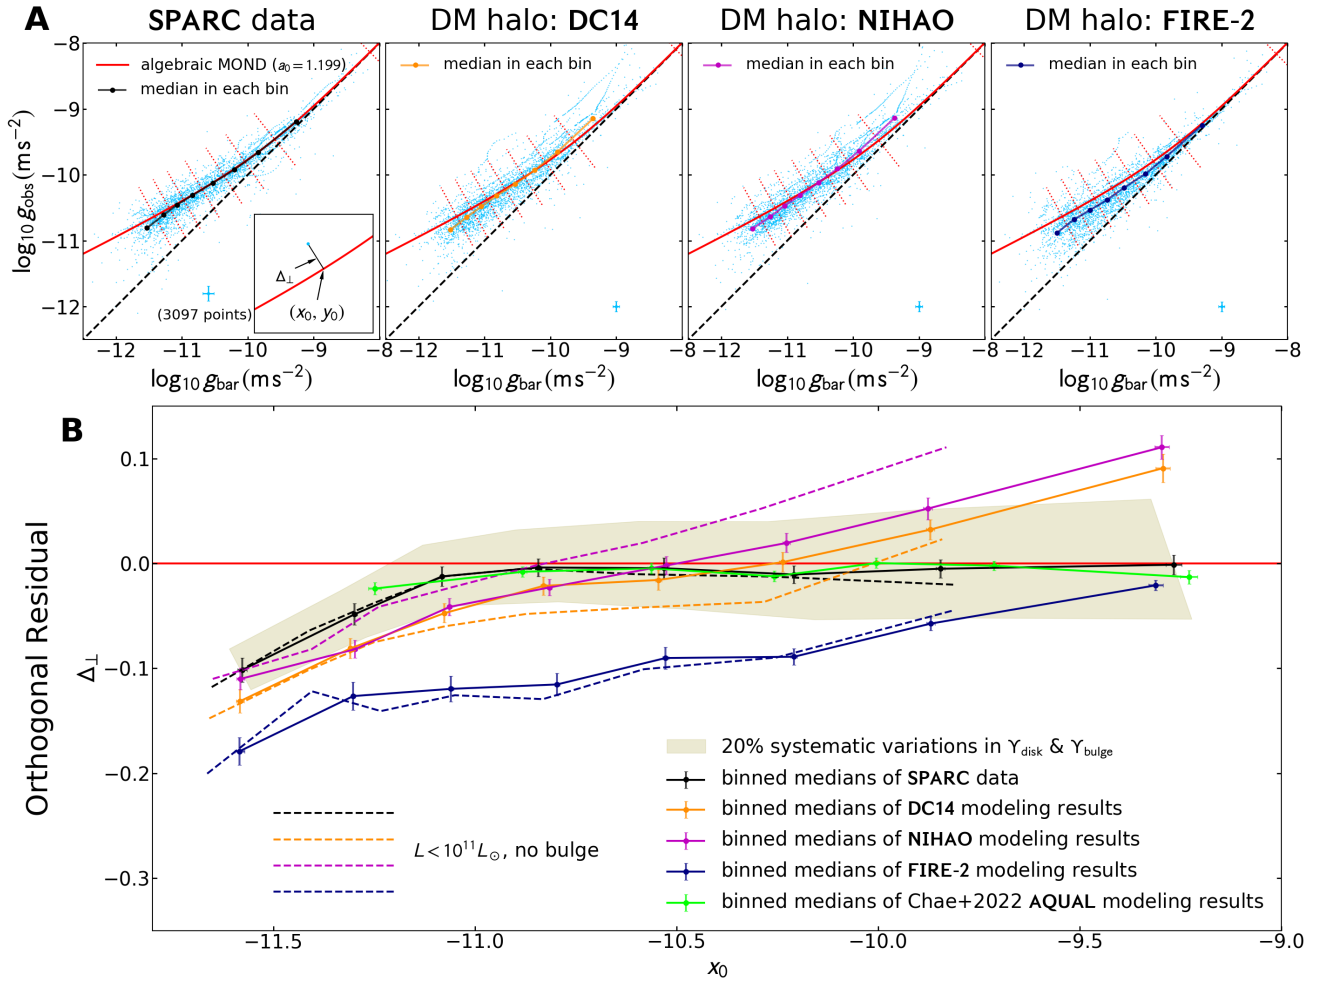 A
SPARC data
DM halo: DC14
DM halo: NIHAO
DM halo: FIRE-2
−8
−9
−10
−11
−12
log₁₀ g_obs (ms⁻²)
algebraic MOND (a₀=1.199)
median in each bin
median in each bin
median in each bin
median in each bin
Δ⊥
(x₀, y₀)
(3097 points)
−12 −11 −10 −9 −8
−12 −11 −10 −9 −8
−12 −11 −10 −9 −8
−12 −11 −10 −9 −8
log₁₀ g_bar (ms⁻²)
log₁₀ g_bar (ms⁻²)
log₁₀ g_bar (ms⁻²)
log₁₀ g_bar (ms⁻²)
B
Orthogonal Residual
Δ⊥
0.1
0.0
−0.1
−0.2
−0.3
20% systematic variations in ϒ_disk & ϒ_bulge
binned medians of SPARC data
binned medians of DC14 modeling results
binned medians of NIHAO modeling results
binned medians of FIRE-2 modeling results
binned medians of Chae+2022 AQUAL modeling results
L<10¹¹L⊙, no bulge
−11.5 −11.0 −10.5 −10.0 −9.5 −9.0
x₀